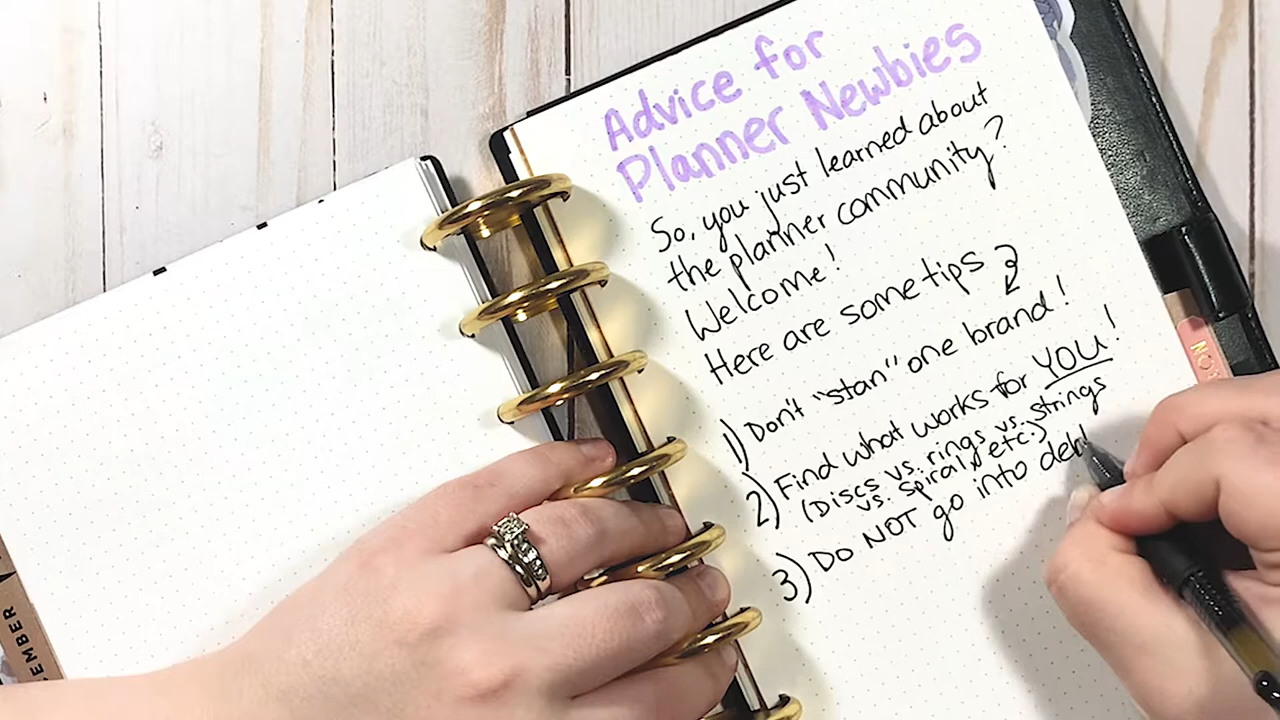 Advice for
Planner Newbies
So, you just learned about
the planner community?
Welcome!
Here are some tips
1) Don't "stan" one brand!
2) Find what works for YOU!
(Discs vs. rings vs. strings
vs. spiral, etc.)
3) Do NOT go into deb
EMBER
NO